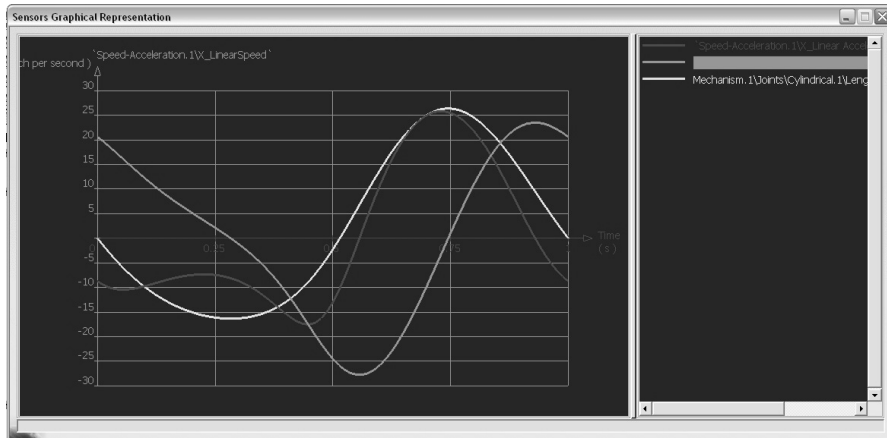 Sensors Graphical Representation
`Speed-Acceleration.1\X_LinearSpeed`
ch per second )
30
25
20
15
10
5
0
-5
-10
-15
-20
-25
-30
0.25
0.5
0.75
Time
( s )
`Speed-Acceleration.1\X_Linear Accel
Mechanism.1\Joints\Cylindrical.1\Leng